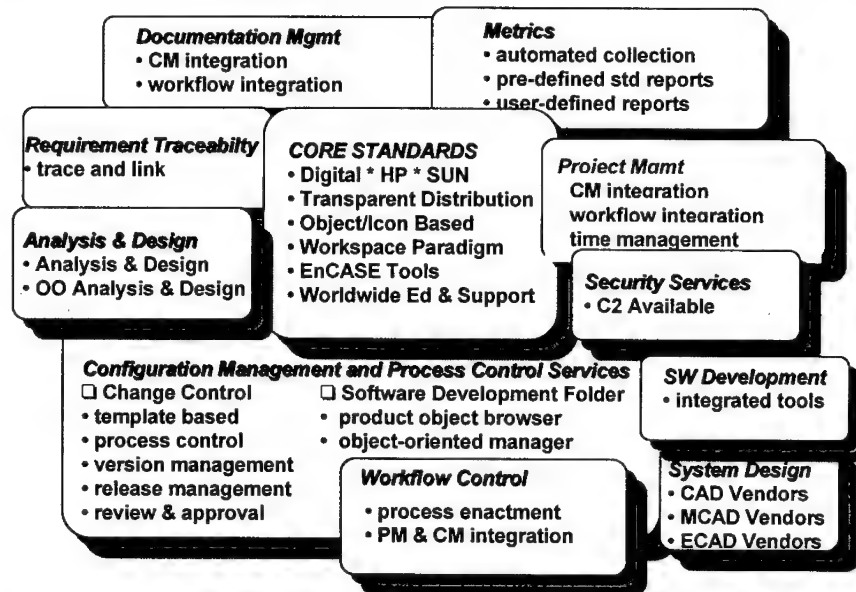 Documentation Mgmt
• CM integration
• workflow integration
Metrics
• automated collection
• pre-defined std reports
• user-defined reports
Requirement Traceabilty
• trace and link
CORE STANDARDS
• Digital * HP * SUN
• Transparent Distribution
• Object/Icon Based
• Workspace Paradigm
• EnCASE Tools
• Worldwide Ed & Support
Project Mgmt
CM integration
workflow integration
time management
Analysis & Design
• Analysis & Design
• OO Analysis & Design
Security Services
• C2 Available
Configuration Management and Process Control Services
❑ Change Control
• template based
• process control
• version management
• release management
• review & approval
❑ Software Development Folder
• product object browser
• object-oriented manager
SW Development
• integrated tools
Workflow Control
• process enactment
• PM & CM integration
System Design
• CAD Vendors
• MCAD Vendors
• ECAD Vendors